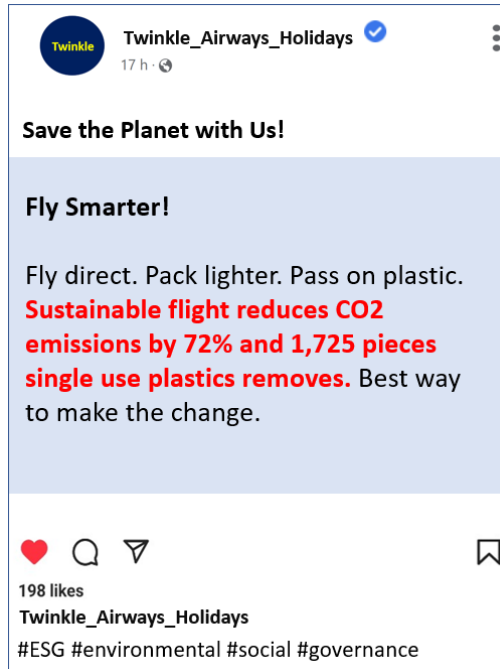 Twinkle
Twinkle_Airways_Holidays
17 h ·
Save the Planet with Us!
Fly Smarter!
Fly direct. Pack lighter. Pass on plastic.
Sustainable flight reduces CO2
emissions by 72% and 1,725 pieces
single use plastics removes. Best way
to make the change.
198 likes
Twinkle_Airways_Holidays
#ESG #environmental #social #governance